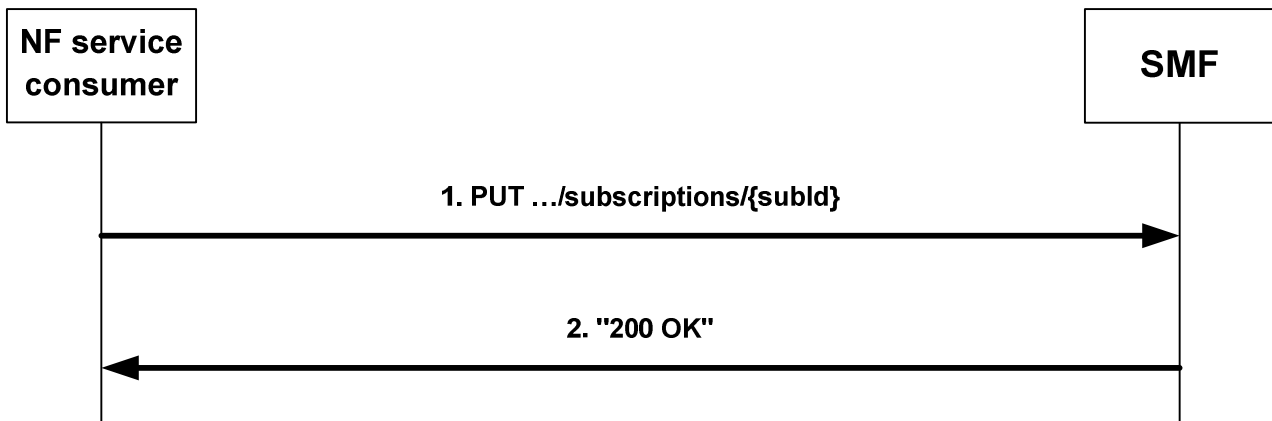 NF service
consumer
SMF
1. PUT …/subscriptions/{subId}
2. "200 OK"